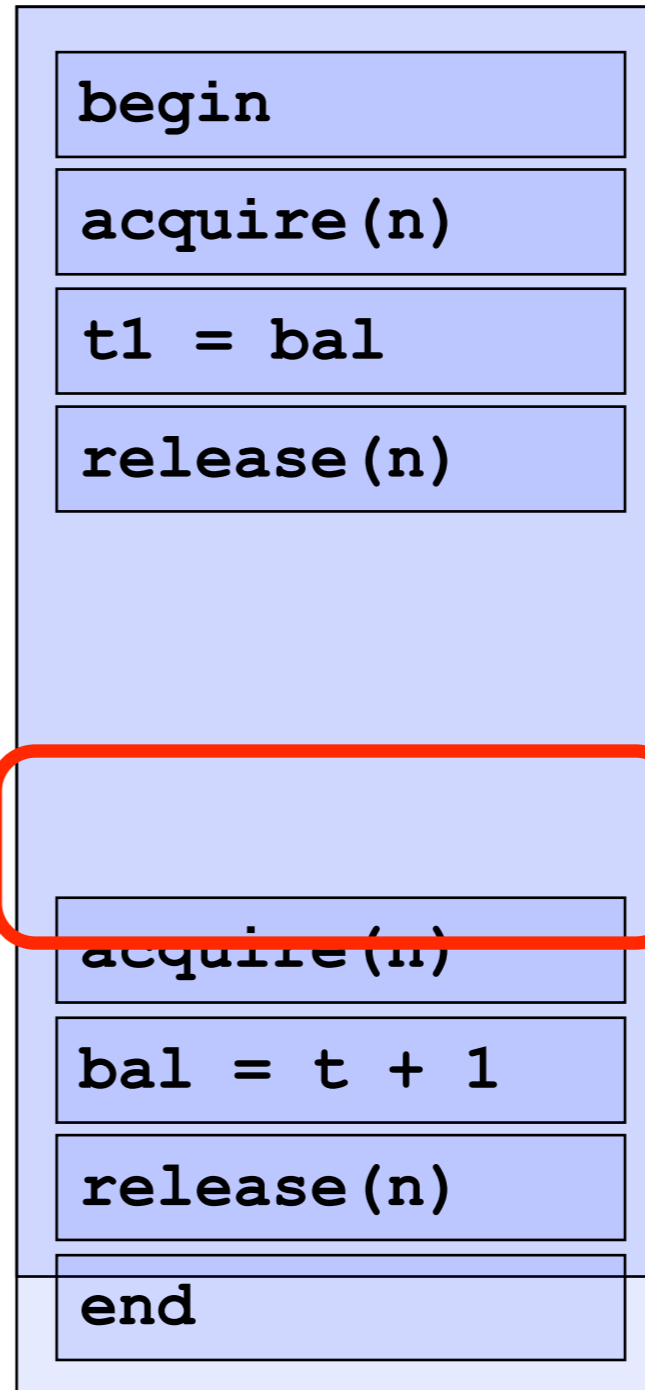 begin
acquire(n)
t1 = bal
release(n)
acquire(n)
bal = t + 1
release(n)
end